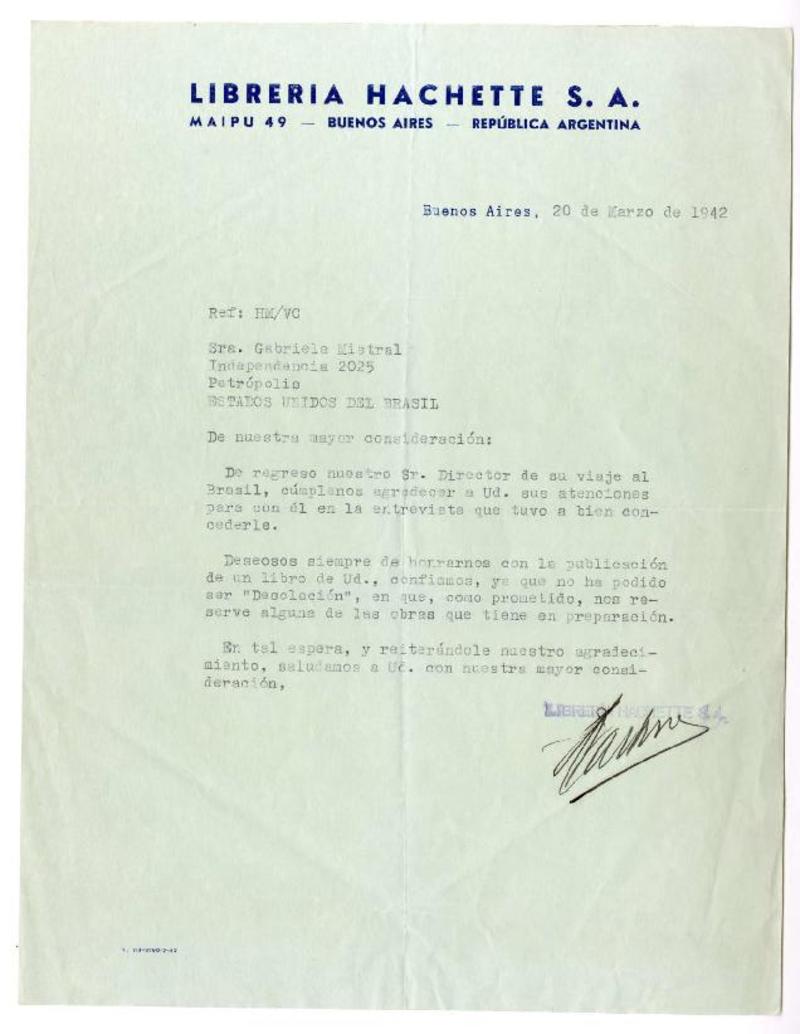 LIBRERIA HACHETTE S. A.
MAIPU 49 — BUENOS AIRES — REPÚBLICA ARGENTINA
Buenos Aires, 20 de Marzo de 1942
Ref: HM/VC
Sra. Gabriela Mistral
Independencia 2025
Petrópolis
ESTADOS UNIDOS DEL BRASIL
De nuestra mayor consideración:
De regreso nuestro Sr. Director de su viaje al
Brasil, cúmplenos agradecer a Ud. sus atenciones
para con él en la entrevista que tuvo a bien con-
cederle.
Deseosos siempre de honrarnos con la publicación
de un libro de Ud., confiamos, ya que no ha podido
ser "Desolación", en que, como prometido, nos re-
serve alguna de las obras que tiene en preparación.
En tal espera, y reiterándole nuestro agradeci-
miento, saludamos a Ud. con nuestra mayor consi-
deración,
LIBRERIA HACHETTE S.A.